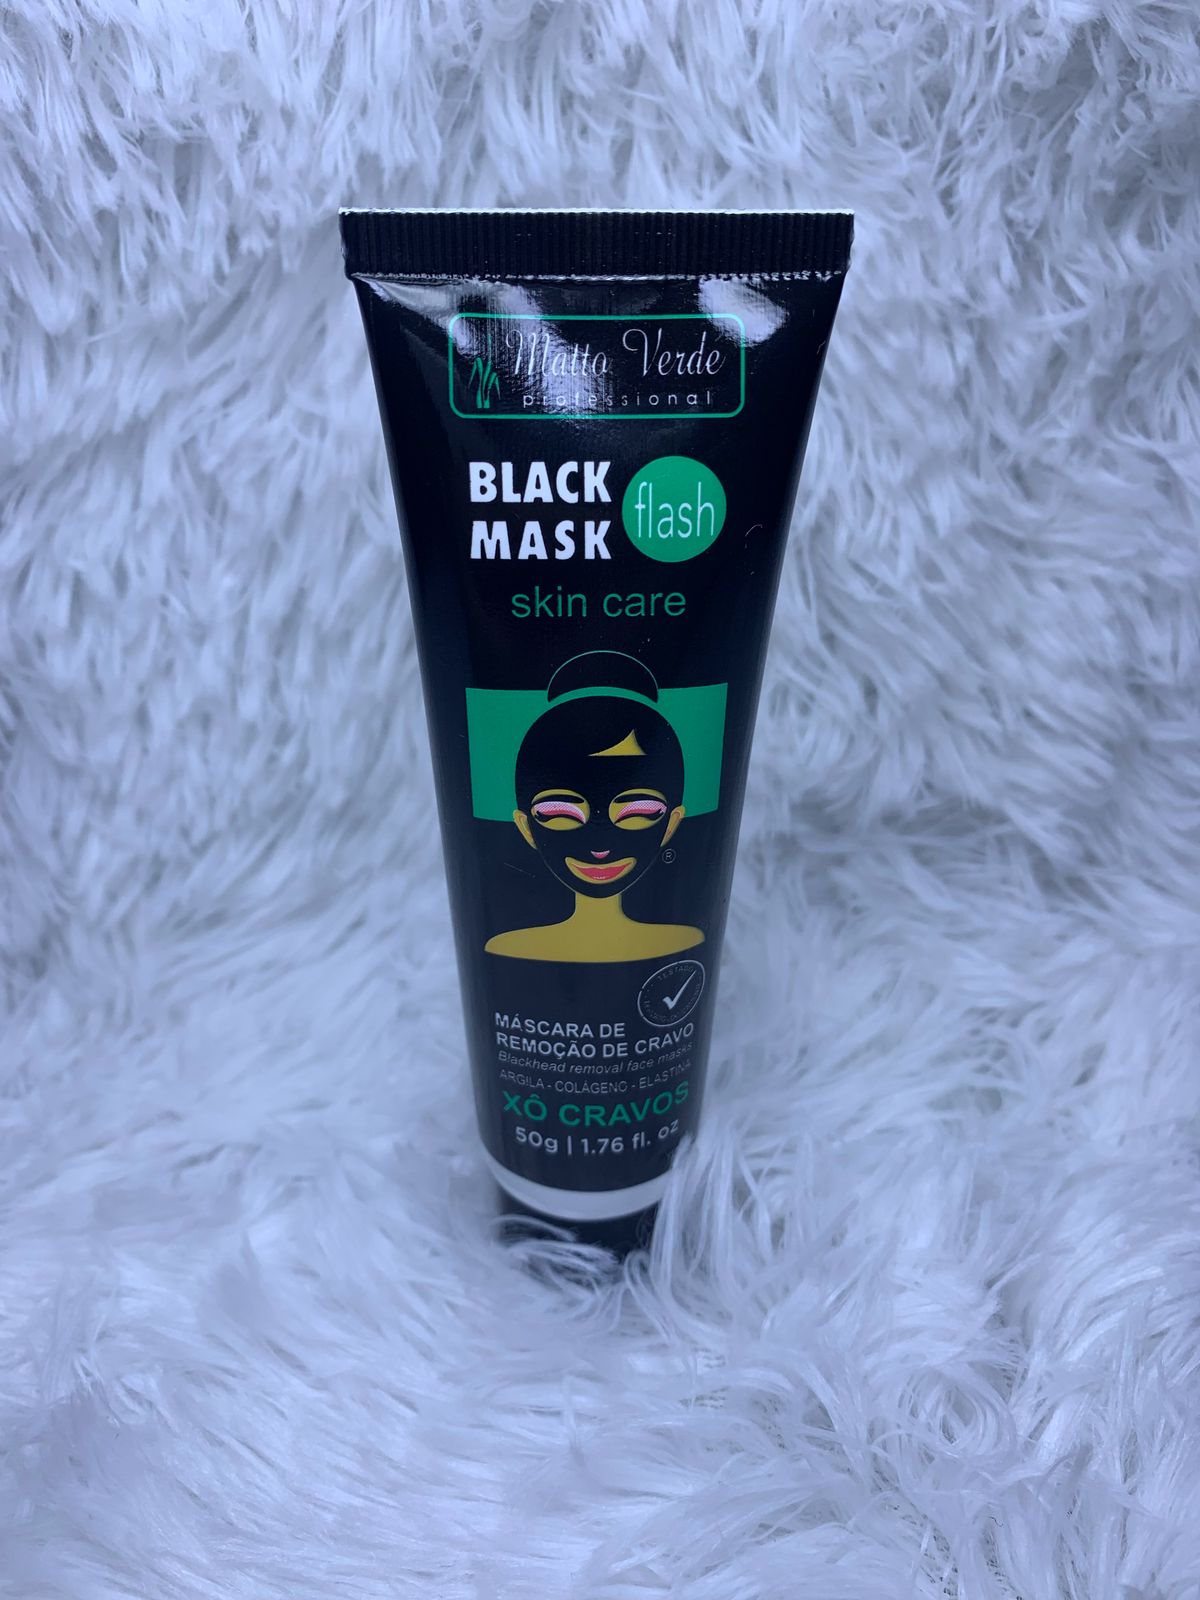 Matto Verde
professional
BLACK
MASK
flash
skin care
®
TESTADO
MÁSCARA DE
REMOÇÃO DE CRAVO
Blackhead removal face masks
ARGILA - COLÁGENO - ELASTINA
XÔ CRAVOS
50g | 1.76 fl. oz